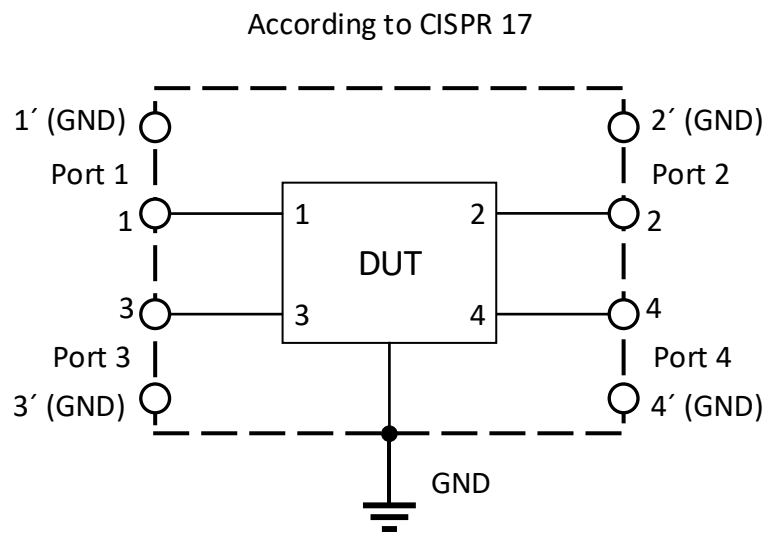 According to CISPR 17
1´ (GND)
2´ (GND)
Port 1
Port 2
1
1
2
2
DUT
3
3
4
4
Port 3
Port 4
3´ (GND)
4´ (GND)
GND